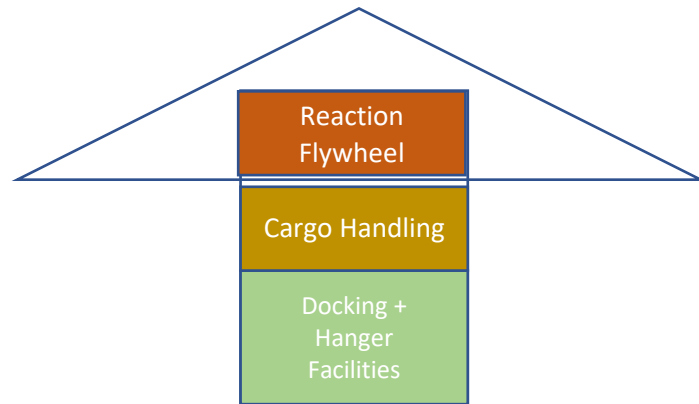 Reaction
Flywheel
Cargo Handling
Docking +
Hanger
Facilities